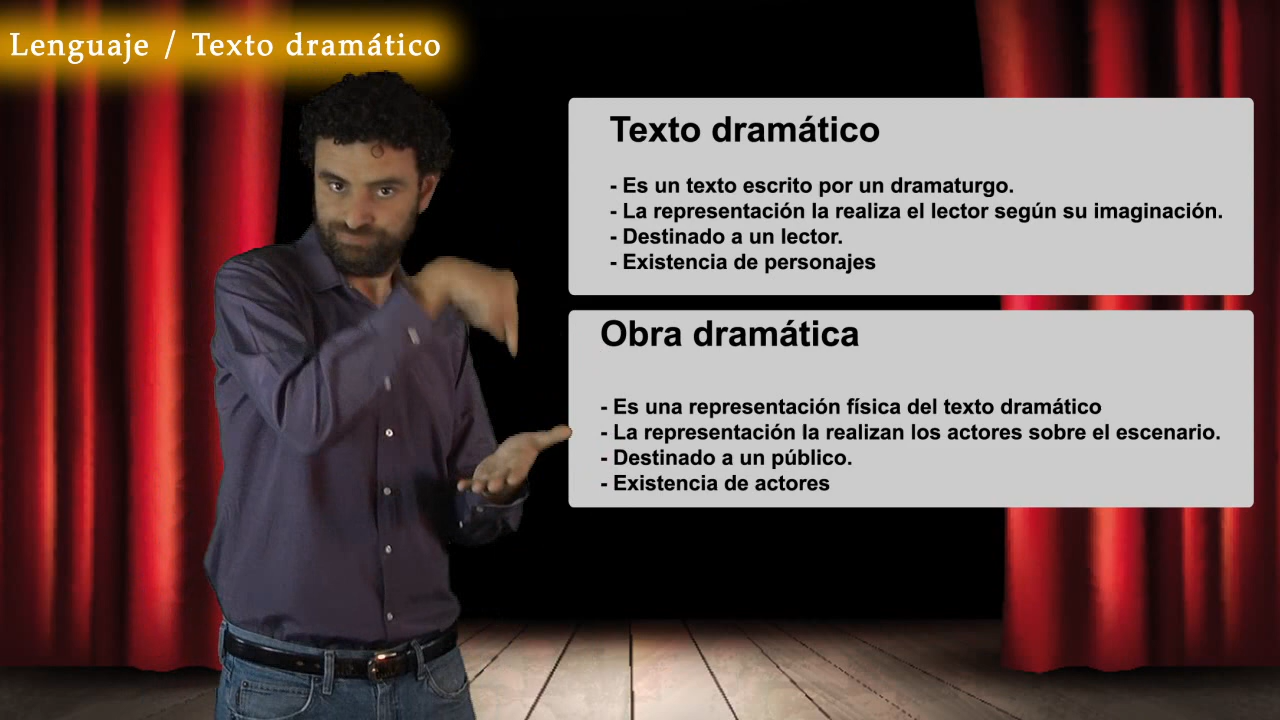 Lenguaje / Texto dramático
Texto dramático
- Es un texto escrito por un dramaturgo.
- La representación la realiza el lector según su imaginación.
- Destinado a un lector.
- Existencia de personajes
Obra dramática
- Es una representación física del texto dramático
- La representación la realizan los actores sobre el escenario.
- Destinado a un público.
- Existencia de actores